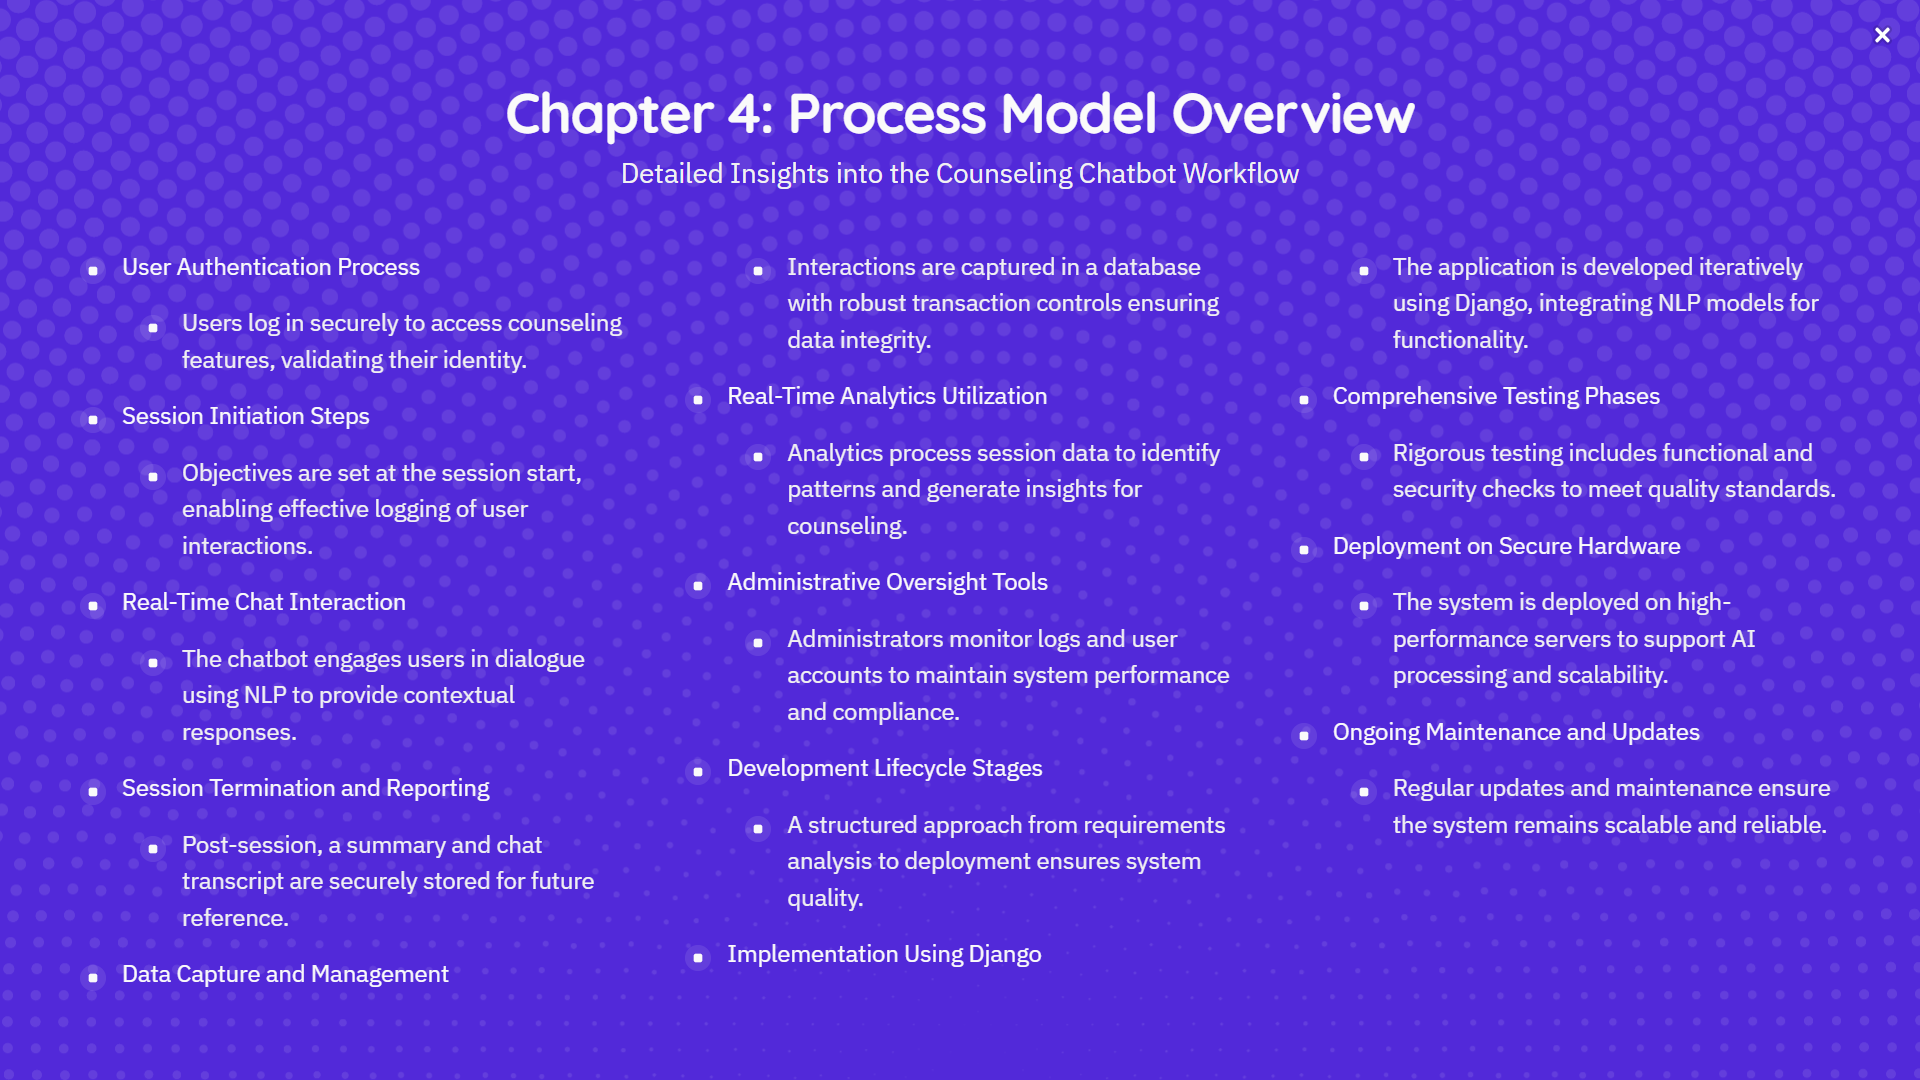 Chapter 4: Process Model Overview
Detailed Insights into the Counseling Chatbot Workflow
User Authentication Process
Users log in securely to access counseling
features, validating their identity.
Session Initiation Steps
Objectives are set at the session start,
enabling effective logging of user
interactions.
Real-Time Chat Interaction
The chatbot engages users in dialogue
using NLP to provide contextual
responses.
Session Termination and Reporting
Post-session, a summary and chat
transcript are securely stored for future
reference.
Data Capture and Management
Interactions are captured in a database
with robust transaction controls ensuring
data integrity.
Real-Time Analytics Utilization
Analytics process session data to identify
patterns and generate insights for
counseling.
Administrative Oversight Tools
Administrators monitor logs and user
accounts to maintain system performance
and compliance.
Development Lifecycle Stages
A structured approach from requirements
analysis to deployment ensures system
quality.
Implementation Using Django
The application is developed iteratively
using Django, integrating NLP models for
functionality.
Comprehensive Testing Phases
Rigorous testing includes functional and
security checks to meet quality standards.
Deployment on Secure Hardware
The system is deployed on high-
performance servers to support AI
processing and scalability.
Ongoing Maintenance and Updates
Regular updates and maintenance ensure
the system remains scalable and reliable.